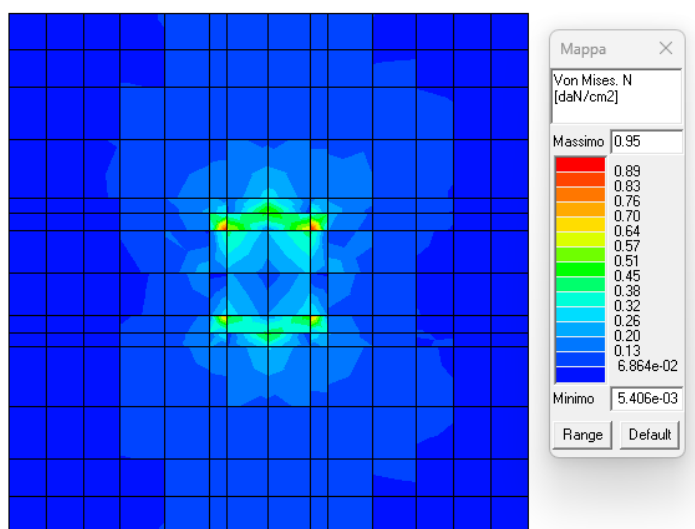 Mappa
Von Mises. N
[daN/cm2]
Massimo 0.95
0.89
0.83
0.76
0.70
0.64
0.57
0.51
0.45
0.38
0.32
0.26
0.20
0.13
6.864e-02
Minimo 5.406e-03
Range Default